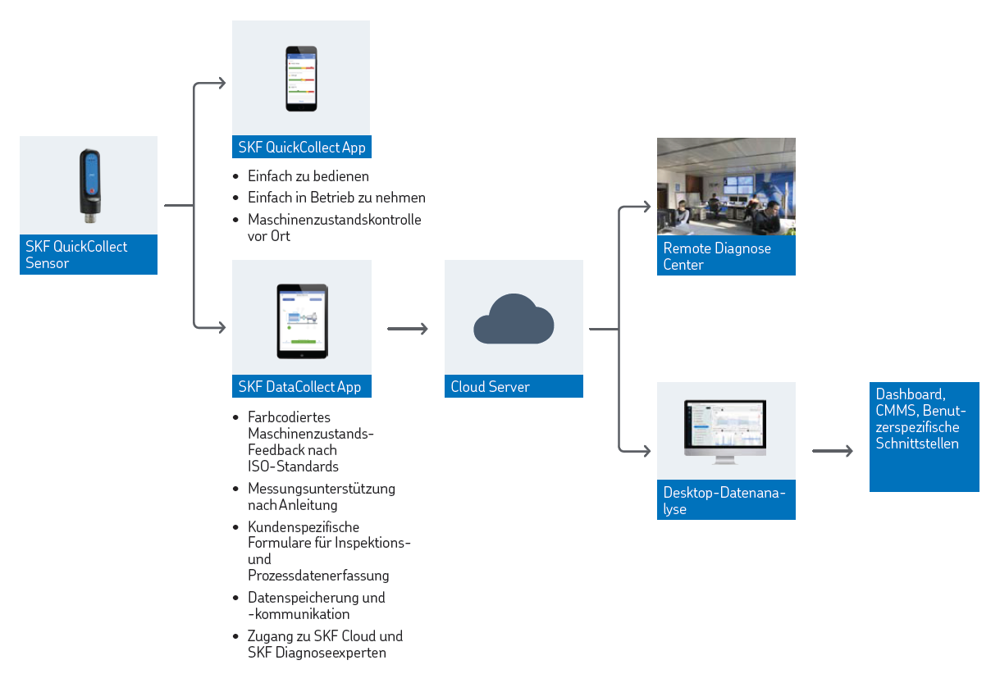 SKF QuickCollect
Sensor
SKF QuickCollect App
• Einfach zu bedienen
• Einfach in Betrieb zu nehmen
• Maschinenzustandskontrolle
vor Ort
SKF DataCollect App
• Farbcodiertes
Maschinenzustands-
Feedback nach
ISO-Standards
• Messungsunterstützung
nach Anleitung
• Kundenspezifische
Formulare für Inspektions-
und
Prozessdatenerfassung
• Datenspeicherung und
-kommunikation
• Zugang zu SKF Cloud und
SKF Diagnoseexperten
Cloud Server
Remote Diagnose
Center
Desktop-Datenana-
lyse
Dashboard,
CMMS, Benut-
zerspezifische
Schnittstellen